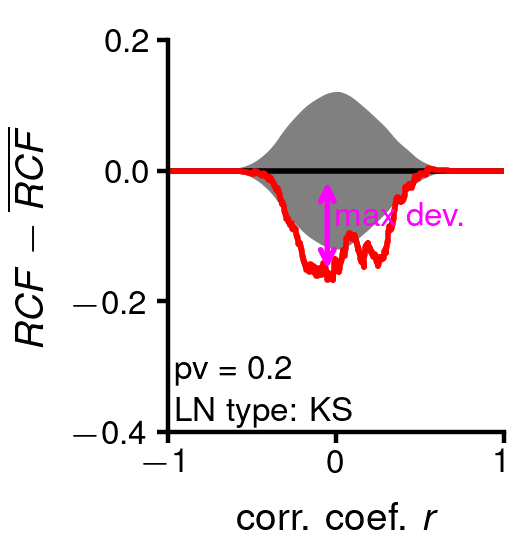 0.2
0.0
−0.2
−0.4
RCF − R̅C̅F̅
max dev.
pv = 0.2
LN type: KS
−1 0 1
corr. coef. r